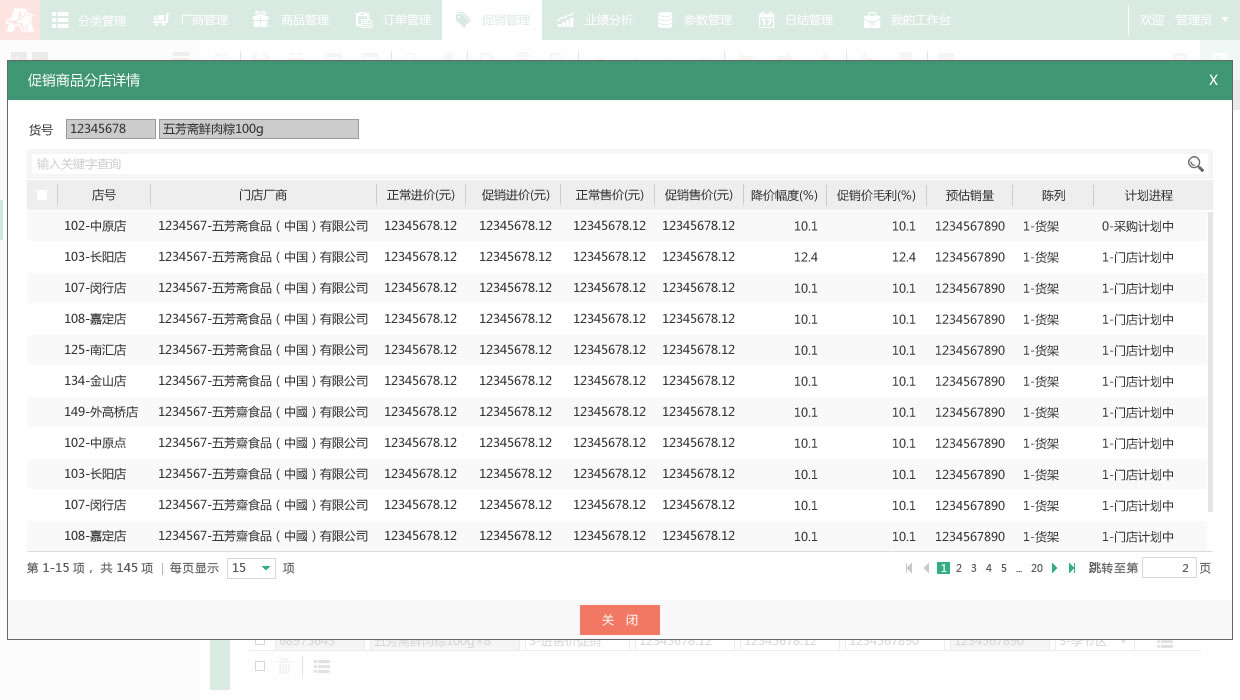 分类管理 厂商管理 商品管理 订单管理 促销管理 业绩分析 参数管理 日结管理 我的工作台 欢迎，管理员
促销商品分店详情 X
货号 12345678 五芳斋鲜肉粽100g
输入关键字查询
店号 门店厂商 正常进价(元) 促销进价(元) 正常售价(元) 促销售价(元) 降价幅度(%) 促销价毛利(%) 预估销量 陈列 计划进程
102-中原店 1234567-五芳斋食品（中国）有限公司 12345678.12 12345678.12 12345678.12 12345678.12 10.1 10.1 1234567890 1-货架 0-采购计划中
103-长阳店 1234567-五芳斋食品（中国）有限公司 12345678.12 12345678.12 12345678.12 12345678.12 12.4 12.4 1234567890 1-货架 1-门店计划中
107-闵行店 1234567-五芳斋食品（中国）有限公司 12345678.12 12345678.12 12345678.12 12345678.12 10.1 10.1 1234567890 1-货架 1-门店计划中
108-嘉定店 1234567-五芳斋食品（中国）有限公司 12345678.12 12345678.12 12345678.12 12345678.12 10.1 10.1 1234567890 1-货架 1-门店计划中
125-南汇店 1234567-五芳斋食品（中国）有限公司 12345678.12 12345678.12 12345678.12 12345678.12 10.1 10.1 1234567890 1-货架 1-门店计划中
134-金山店 1234567-五芳斋食品（中国）有限公司 12345678.12 12345678.12 12345678.12 12345678.12 10.1 10.1 1234567890 1-货架 1-门店计划中
149-外高桥店 1234567-五芳齋食品（中國）有限公司 12345678.12 12345678.12 12345678.12 12345678.12 10.1 10.1 1234567890 1-货架 1-门店计划中
102-中原点 1234567-五芳齋食品（中國）有限公司 12345678.12 12345678.12 12345678.12 12345678.12 10.1 10.1 1234567890 1-货架 1-门店计划中
103-长阳店 1234567-五芳齋食品（中國）有限公司 12345678.12 12345678.12 12345678.12 12345678.12 10.1 10.1 1234567890 1-货架 1-门店计划中
107-闵行店 1234567-五芳齋食品（中國）有限公司 12345678.12 12345678.12 12345678.12 12345678.12 10.1 10.1 1234567890 1-货架 1-门店计划中
108-嘉定店 1234567-五芳齋食品（中國）有限公司 12345678.12 12345678.12 12345678.12 12345678.12 10.1 10.1 1234567890 1-货架 1-门店计划中
第 1-15 项，共 145 项 | 每页显示 15 项 1 2 3 4 5 ... 20 跳转至第 2 页
关 闭